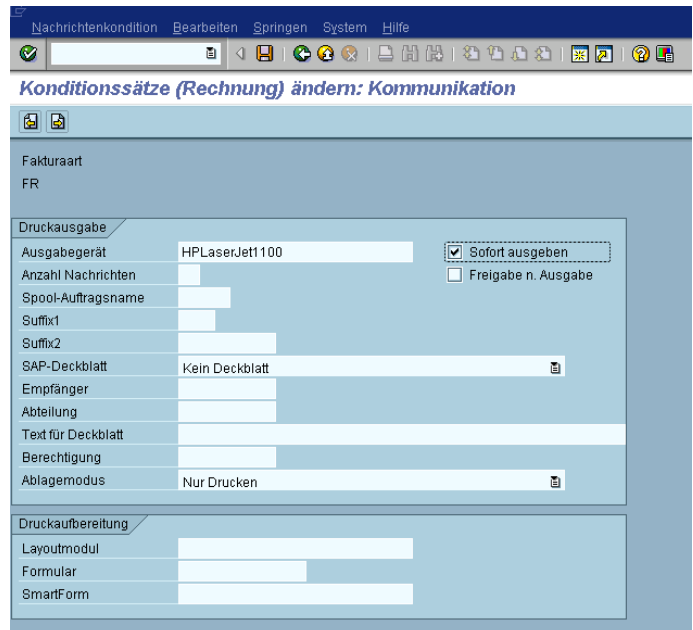 Nachrichtenkondition Bearbeiten Springen System Hilfe
Konditionssätze (Rechnung) ändern: Kommunikation
Fakturaart
FR
Druckausgabe
Ausgabegerät HPLaserJet1100 Sofort ausgeben
Anzahl Nachrichten Freigabe n. Ausgabe
Spool-Auftragsname
Suffix1
Suffix2
SAP-Deckblatt Kein Deckblatt
Empfänger
Abteilung
Text für Deckblatt
Berechtigung
Ablagemodus Nur Drucken
Druckaufbereitung
Layoutmodul
Formular
SmartForm